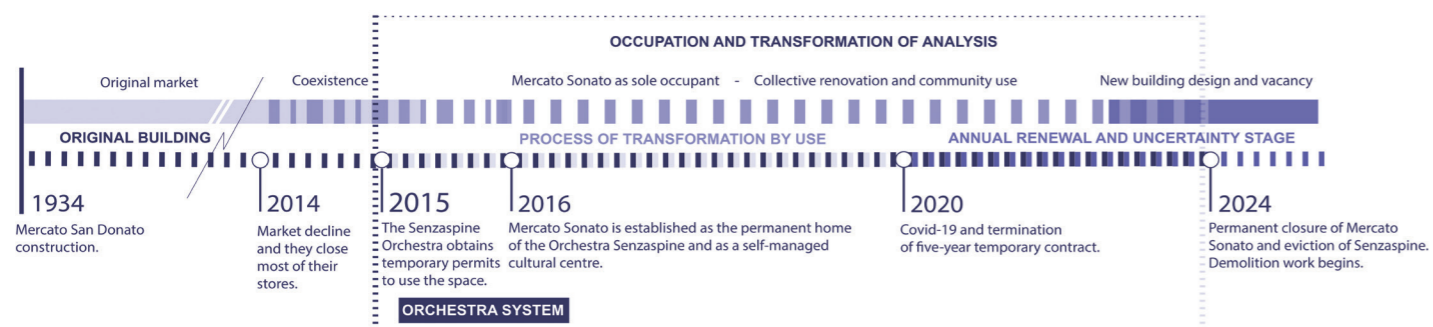 OCCUPATION AND TRANSFORMATION OF ANALYSIS
Original market
Coexistence
Mercato Sonato as sole occupant - Collective renovation and community use
New building design and vacancy
ORIGINAL BUILDING
PROCESS OF TRANSFORMATION BY USE
ANNUAL RENEWAL AND UNCERTAINTY STAGE
1934
Mercato San Donato
construction.
2014
Market decline
and they close
most of their
stores.
2015
The Senzaspine
Orchestra obtains
temporary permits
to use the space.
2016
Mercato Sonato is established as the permanent home
of the Orchestra Senzaspine and as a self-managed
cultural centre.
2020
Covid-19 and termination
of five-year temporary contract.
2024
Permanent closure of Mercato
Sonato and eviction of Senzaspine.
Demolition work begins.
ORCHESTRA SYSTEM